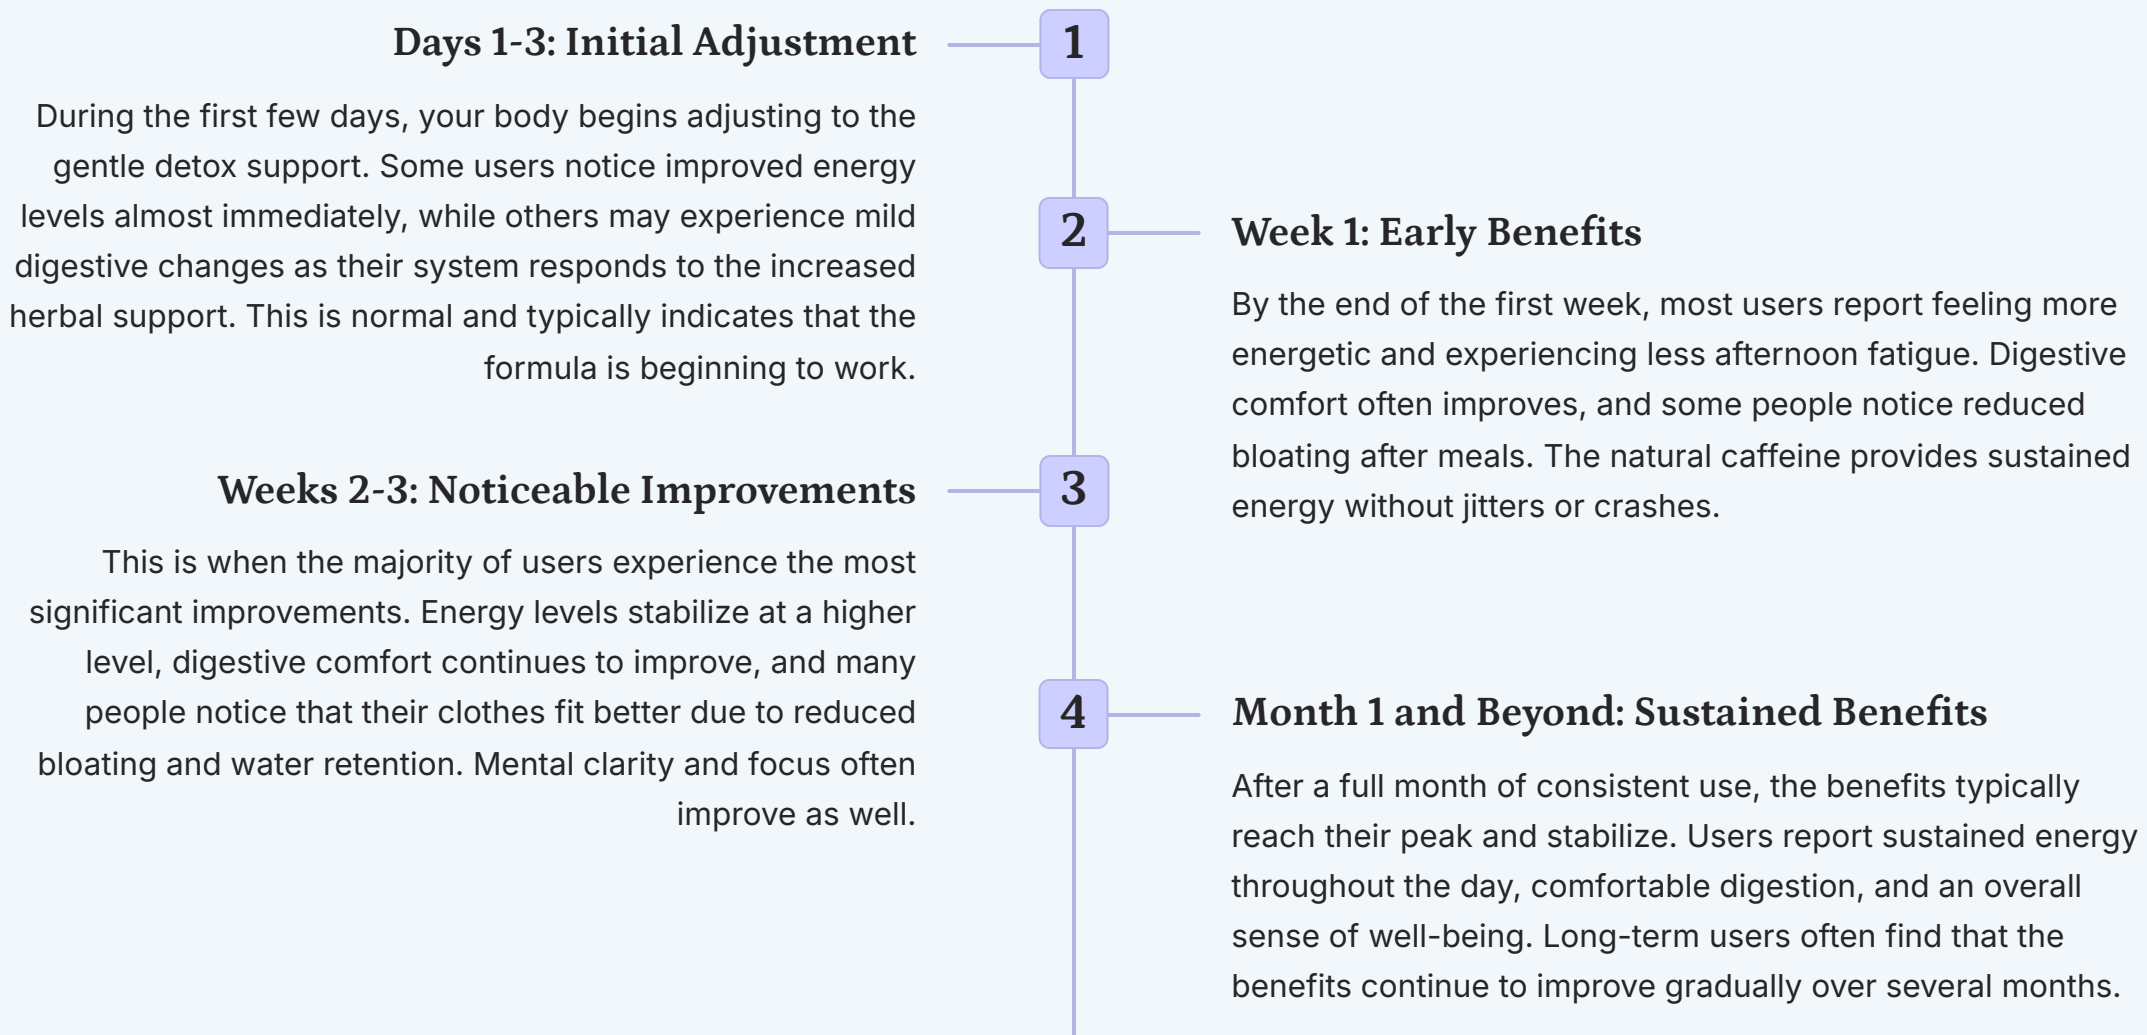 Days 1-3: Initial Adjustment
1
During the first few days, your body begins adjusting to the
gentle detox support. Some users notice improved energy
levels almost immediately, while others may experience mild
digestive changes as their system responds to the increased
herbal support. This is normal and typically indicates that the
formula is beginning to work.
2
Week 1: Early Benefits
By the end of the first week, most users report feeling more
energetic and experiencing less afternoon fatigue. Digestive
comfort often improves, and some people notice reduced
bloating after meals. The natural caffeine provides sustained
energy without jitters or crashes.
Weeks 2-3: Noticeable Improvements
3
This is when the majority of users experience the most
significant improvements. Energy levels stabilize at a higher
level, digestive comfort continues to improve, and many
people notice that their clothes fit better due to reduced
bloating and water retention. Mental clarity and focus often
improve as well.
4
Month 1 and Beyond: Sustained Benefits
After a full month of consistent use, the benefits typically
reach their peak and stabilize. Users report sustained energy
throughout the day, comfortable digestion, and an overall
sense of well-being. Long-term users often find that the
benefits continue to improve gradually over several months.